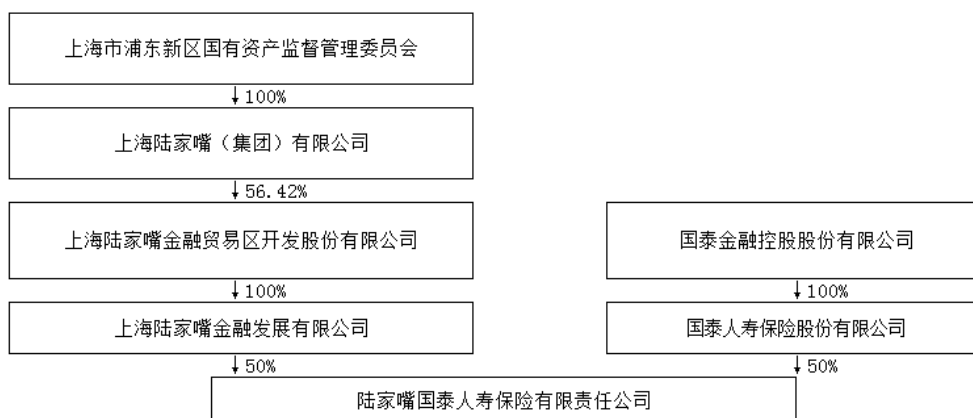 上海市浦东新区国有资产监督管理委员会
100%
上海陆家嘴（集团）有限公司
56.42%
上海陆家嘴金融贸易区开发股份有限公司
国泰金融控股股份有限公司
100%
100%
上海陆家嘴金融发展有限公司
国泰人寿保险股份有限公司
50%
50%
陆家嘴国泰人寿保险有限责任公司